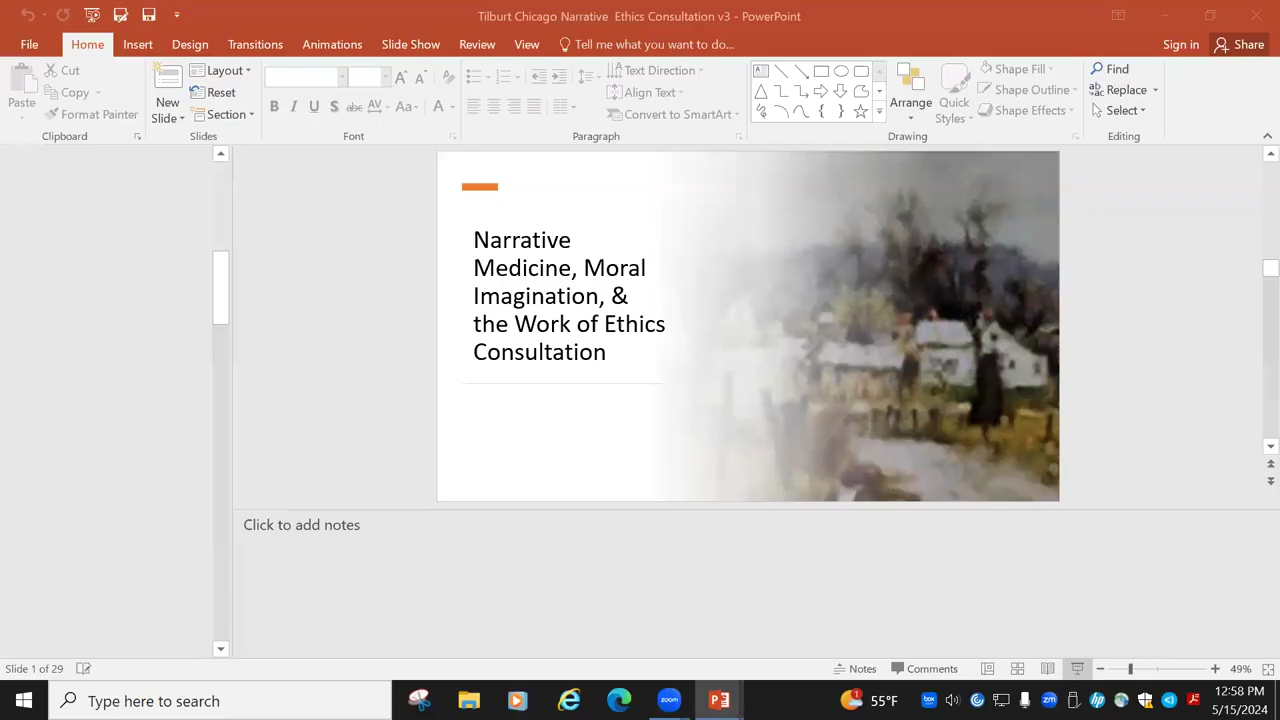 Tilburt Chicago Narrative Ethics Consultation v3 - PowerPoint
File Home Insert Design Transitions Animations Slide Show Review View Tell me what you want to do... Sign in Share
Paste
Cut
Copy
Format Painter
Clipboard
New Slide
Layout
Reset
Section
Slides
B I U S abc AV Aa A
Font
Text Direction
Align Text
Convert to SmartArt
Paragraph
Arrange
Quick Styles
Shape Fill
Shape Outline
Shape Effects
Drawing
Find
Replace
Select
Editing
Narrative
Medicine, Moral
Imagination, &
the Work of Ethics
Consultation
Click to add notes
Slide 1 of 29 Notes Comments 49%
Type here to search
zoom
55°F
12:58 PM
5/15/2024